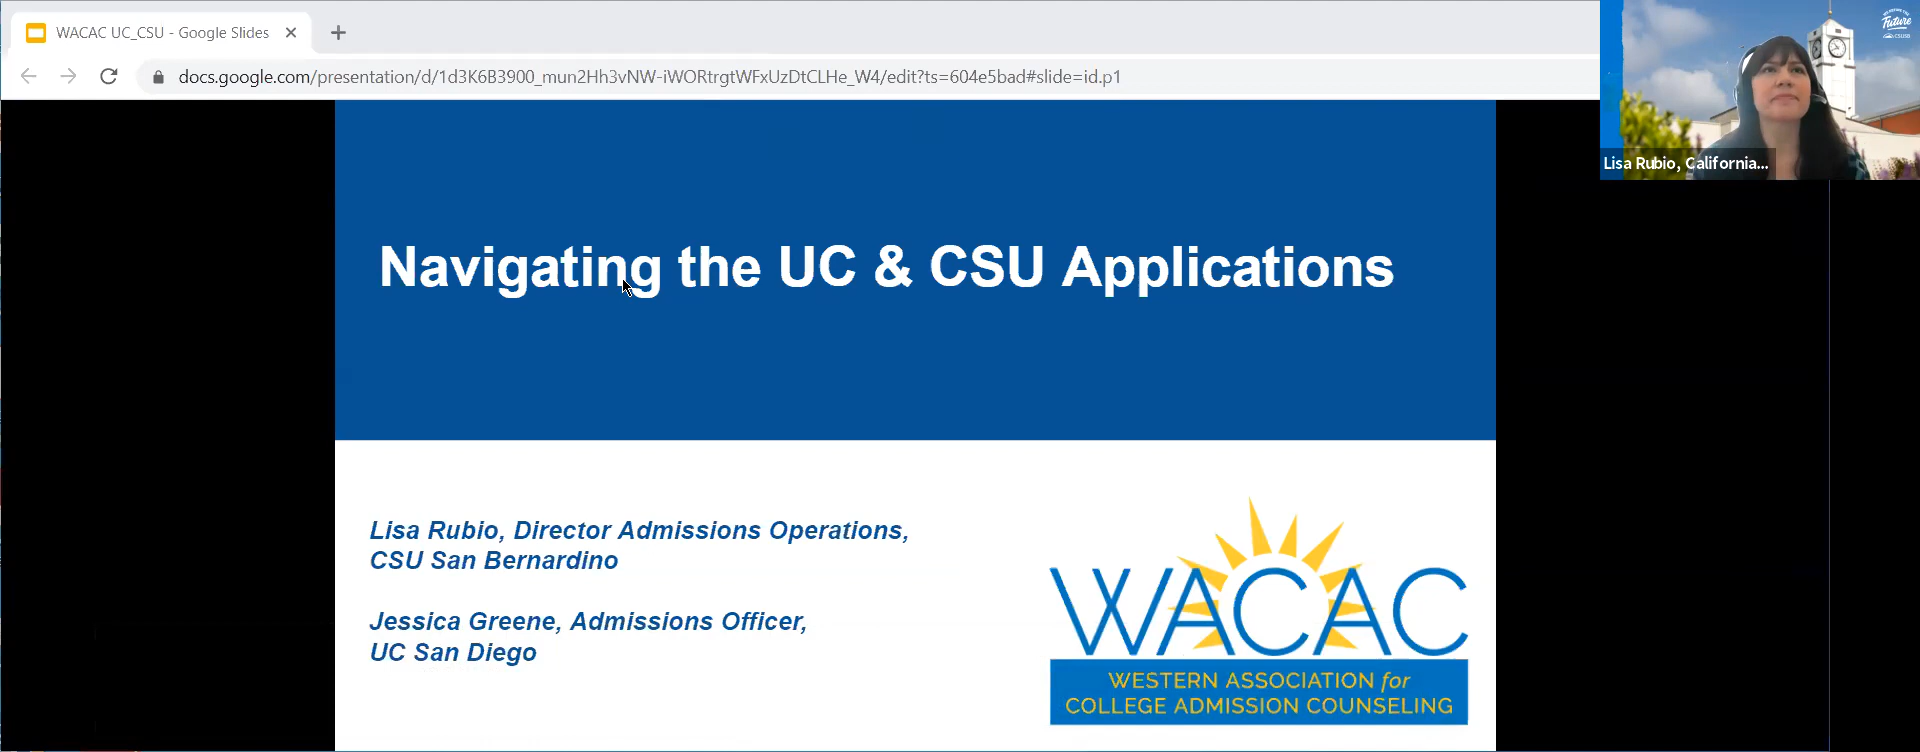 WACAC UC_CSU - Google Slides
docs.google.com/presentation/d/1d3K6B3900_mun2Hh3vNW-iWORtrgtWFxUzDtCLHe_W4/edit?ts=604e5bad#slide=id.p1
Future
CSUSB
Lisa Rubio, California...
Navigating the UC & CSU Applications
Lisa Rubio, Director Admissions Operations,
CSU San Bernardino
Jessica Greene, Admissions Officer,
UC San Diego
WACAC
WESTERN ASSOCIATION for
COLLEGE ADMISSION COUNSELING